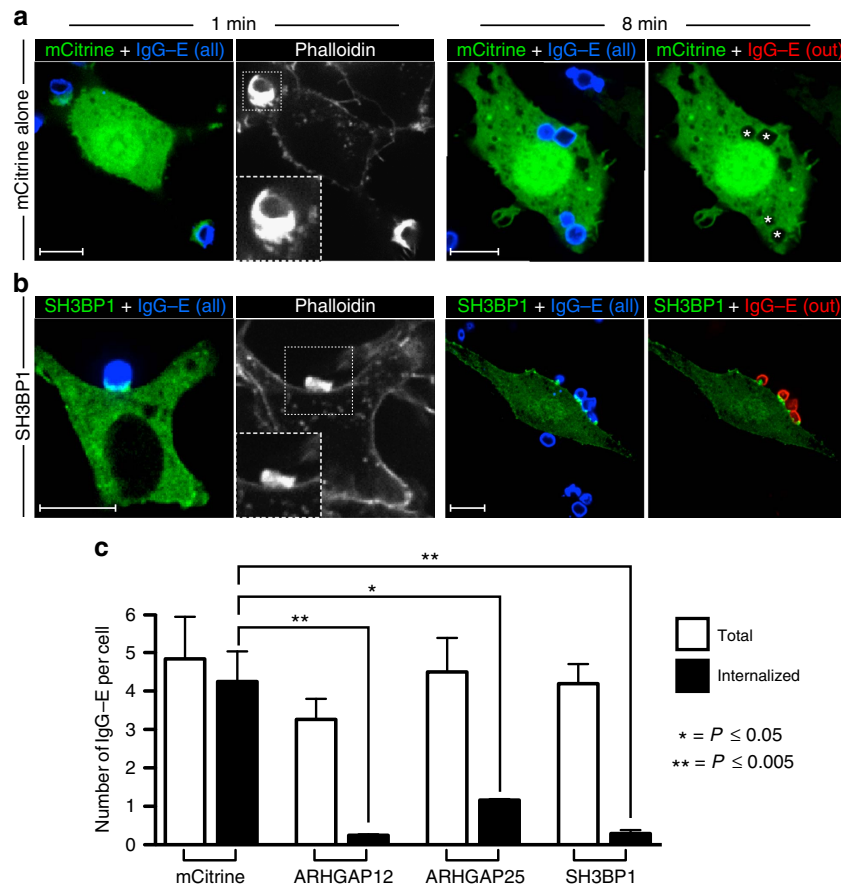 a
1 min
8 min
mCitrine alone
mCitrine + IgG–E (all)
Phalloidin
mCitrine + IgG–E (all)
mCitrine + IgG–E (out)
* *
*
*
b
SH3BP1
SH3BP1 + IgG–E (all)
Phalloidin
SH3BP1 + IgG–E (all)
SH3BP1 + IgG–E (out)
c
**
*
**
Number of IgG–E per cell
6
5
4
3
2
1
0
mCitrine
ARHGAP12
ARHGAP25
SH3BP1
Total
Internalized
* = P ≤ 0.05
** = P ≤ 0.005